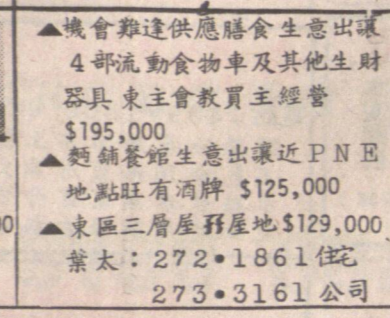 ▲機會難逢供應膳食生意出讓
4部流動食物車及其他生財
器具東主會教買主經營
$195,000
▲麵舖餐館生意出讓近PNE
地點旺有酒牌 $125,000
▲東區三層屋孖屋地$129,000
葉太：272•1861住宅
273•3161公司